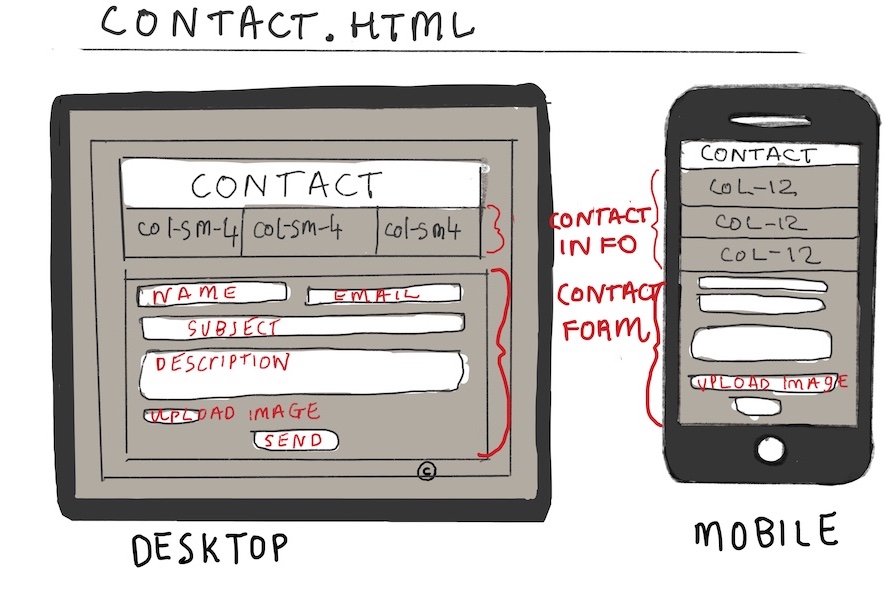 CONTACT.HTML
CONTACT
COL-SM-4 COL-SM-4 COL-SM4
NAME EMAIL
SUBJECT
DESCRIPTION
UPLOAD IMAGE
SEND
©
DESKTOP
CONTACT
INFO
CONTACT
FORM
CONTACT
COL-12
COL-12
COL-12
UPLOAD IMAGE
MOBILE